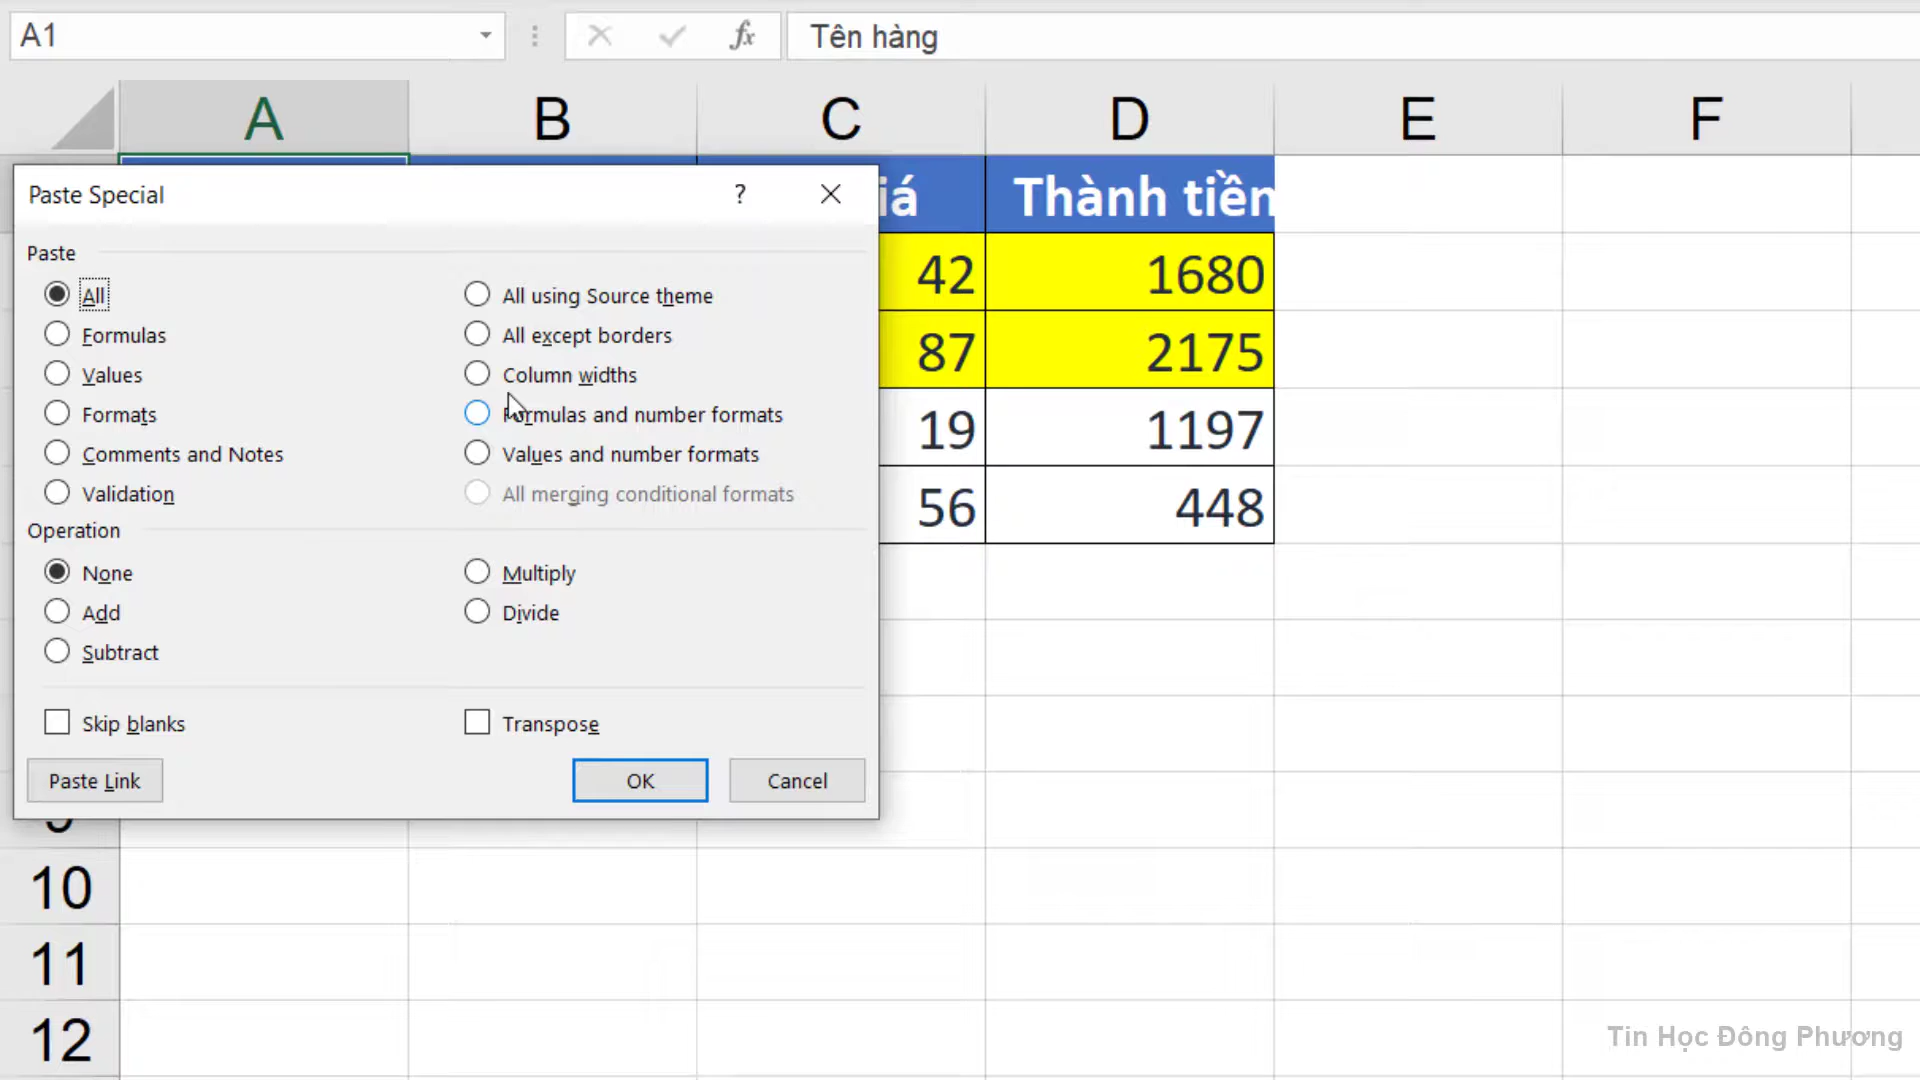 A1
fx
Tên hàng
A B C D E F
Paste Special ? iá Thành tiền
Paste
All All using Source theme 42 1680
Formulas All except borders 87 2175
Values Column widths
Formats Formulas and number formats 19 1197
Comments and Notes Values and number formats
Validation All merging conditional formats 56 448
Operation
None Multiply
Add Divide
Subtract
Skip blanks Transpose
Paste Link OK Cancel
9
10
11
12
Tin Học Đông Phương